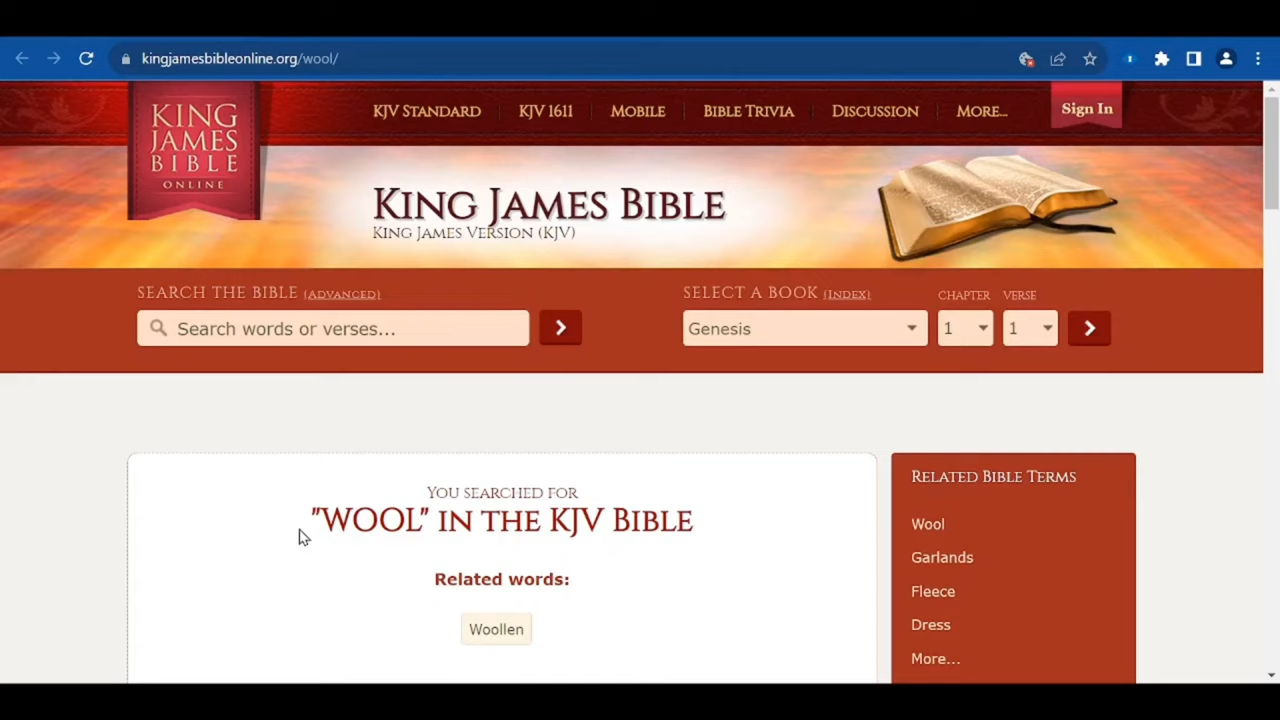 kingjamesbibleonline.org/wool/
KING
JAMES
BIBLE
ONLINE
KJV STANDARD
KJV 1611
MOBILE
BIBLE TRIVIA
DISCUSSION
MORE...
Sign In
KING JAMES BIBLE
KING JAMES VERSION (KJV)
SEARCH THE BIBLE (ADVANCED)
Search words or verses...
SELECT A BOOK (INDEX)
CHAPTER
VERSE
Genesis
1
1
YOU SEARCHED FOR
"WOOL" IN THE KJV BIBLE
Related words:
Woollen
RELATED BIBLE TERMS
Wool
Garlands
Fleece
Dress
More...